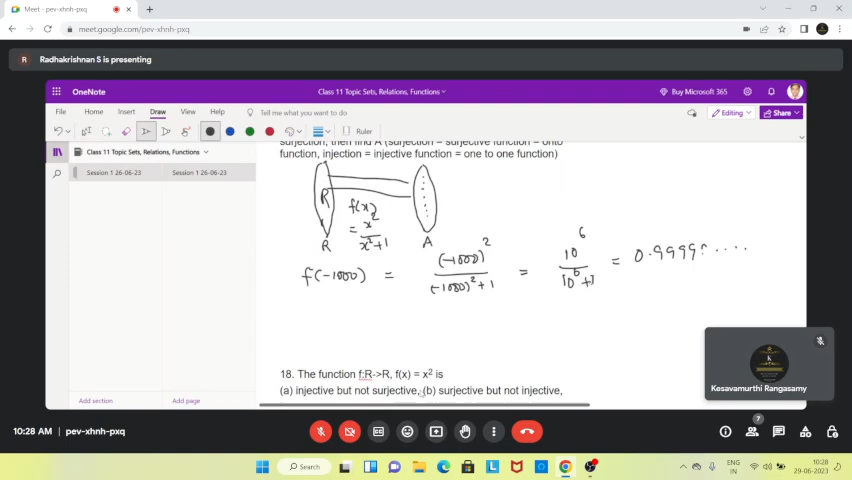 Meet - pev-xhnh-pxq
meet.google.com/pev-xhnh-pxq
R Radhakrishnan S is presenting
OneNote
Class 11 Topic Sets, Relations, Functions
Buy Microsoft 365
File Home Insert Draw View Help Tell me what you want to do
Editing Share
Ruler
Class 11 Topic Sets, Relations, Functions
Session 1 26-06-23 Session 1 26-06-23
surjection, then find A (surjection = surjective function = onto
function, injection = injective function = one to one function)
R f(x) = x²/x²+1
R A
f(-1000) = (-1000)²/(-1000)²+1 = 10⁶/10⁶+1 = 0.99999.....
18. The function f:R->R, f(x) = x² is
(a) injective but not surjective, (b) surjective but not injective,
Add section Add page
K
Kesavamurthi Rangasamy
10:28 AM pev-xhnh-pxq
7
Search
ENG
IN
10:28
29-06-2023